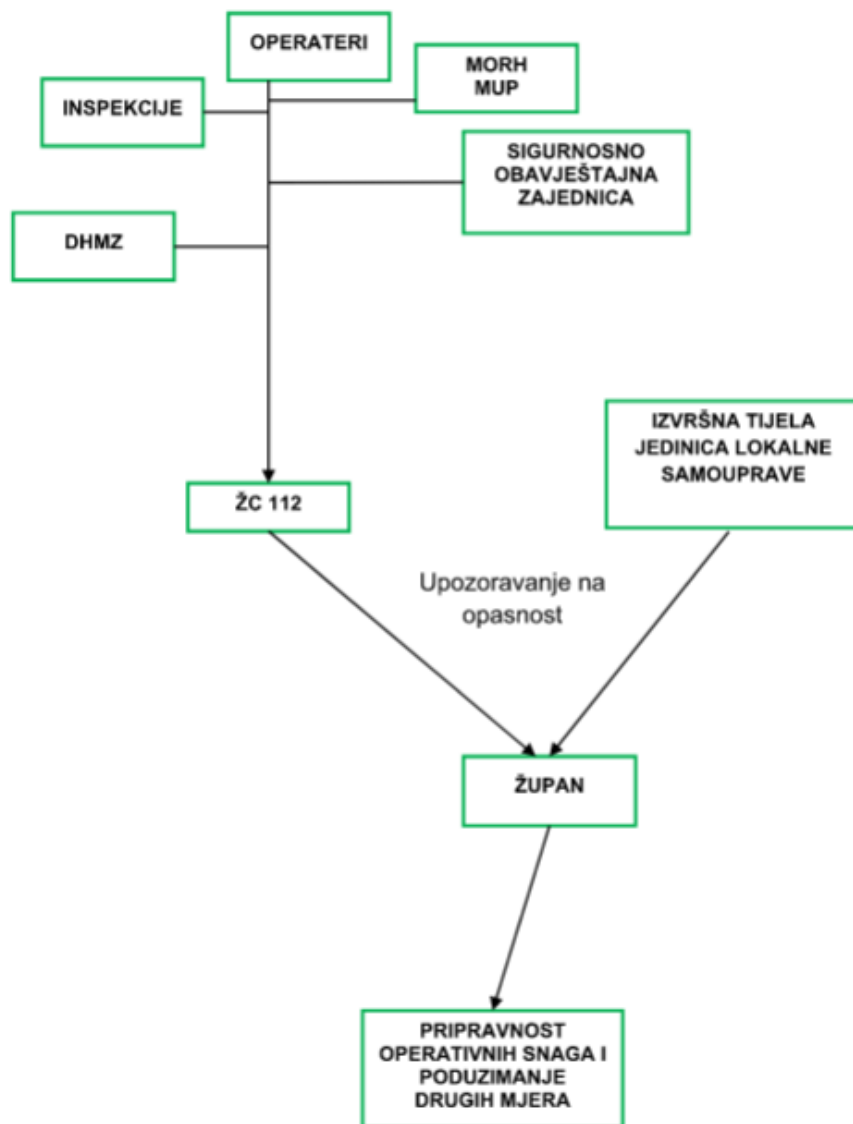 OPERATERI
MORH
MUP
INSPEKCIJE
SIGURNOSNO
OBAVJEŠTAJNA
ZAJEDNICA
DHMZ
IZVRŠNA TIJELA
JEDINICA LOKALNE
SAMOUPRAVE
ŽC 112
Upozoravanje na
opasnost
ŽUPAN
PRIPRAVNOST
OPERATIVNIH SNAGA I
PODUZIMANJE
DRUGIH MJERA